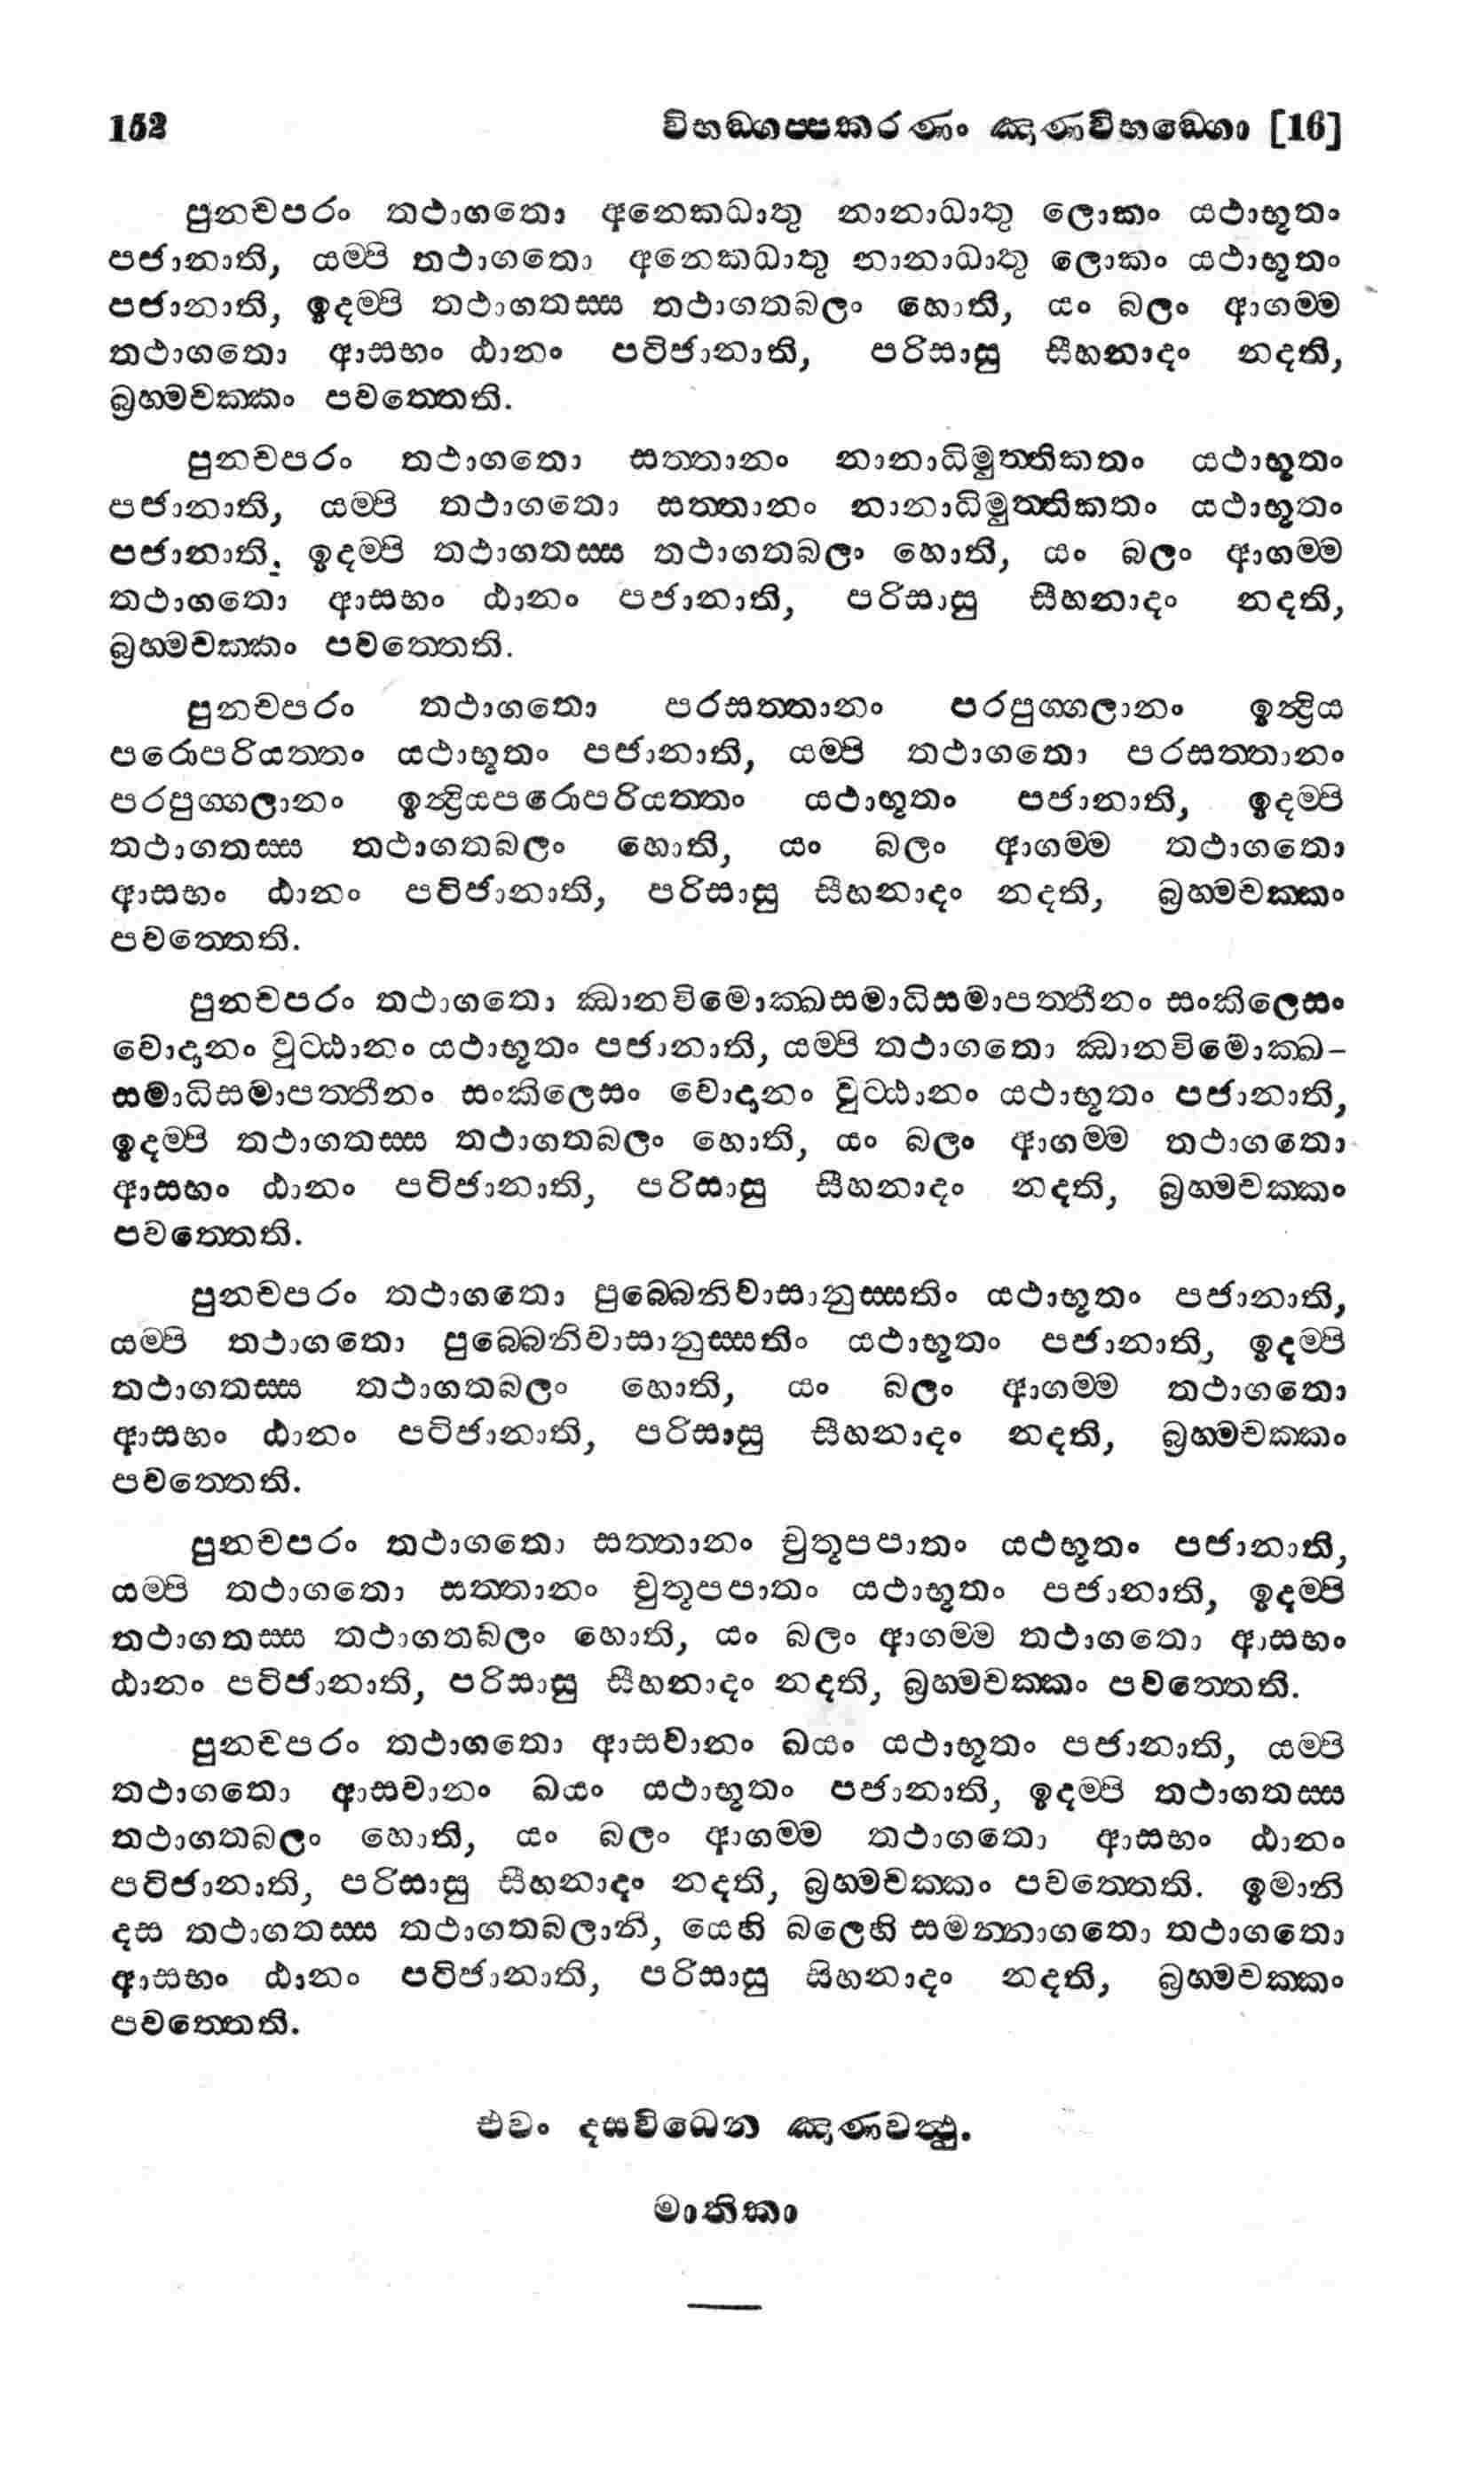 152 විභඞ්ගප්පකරණං ඤාණවිභඞ්ගො [16]
පුනචපරං තථාගතො අනෙකධාතු නානාධාතු ලොකං යථාභූතං
පජානාති, යම්පි තථාගතො අනෙකධාතු නානාධාතු ලොකං යථාභූතං
පජානාති, ඉදම්පි තථාගතස්ස තථාගතබලං හොති, යං බලං ආගම්ම
තථාගතො ආසභං ඨානං පටිජානාති, පරිසාසු සීහනාදං නදති,
බ්‍රහ්මචක්කං පවත්තෙති.
පුනචපරං තථාගතො සත්තානං නානාධිමුත්තිකතං යථාභූතං
පජානාති, යම්පි තථාගතො සත්තානං නානාධිමුත්තිකතං යථාභූතං
පජානාති, ඉදම්පි තථාගතස්ස තථාගතබලං හොති, යං බලං ආගම්ම
තථාගතො ආසභං ඨානං පජානාති, පරිසාසු සීහනාදං නදති,
බ්‍රහ්මචක්කං පවත්තෙති.
පුනචපරං තථාගතො පරසත්තානං පරපුග්ගලානං ඉන්‍ද්‍රිය
පරොපරියත්තං යථාභූතං පජානාති, යම්පි තථාගතො පරසත්තානං
පරපුග්ගලානං ඉන්‍ද්‍රියපරොපරියත්තං යථාභූතං පජානාති, ඉදම්පි
තථාගතස්ස තථාගතබලං හොති, යං බලං ආගම්ම තථාගතො
ආසභං ඨානං පටිජානාති, පරිසාසු සීහනාදං නදති, බ්‍රහ්මචක්කං
පවත්තෙති.
පුනචපරං තථාගතො ඣානවිමොක්ඛසමාධිසමාපත්තීනං සංකිලෙසං
වොදානං වුට්ඨානං යථාභූතං පජානාති, යම්පි තථාගතො ඣානවිමොක්ඛ-
සමාධිසමාපත්තීනං සංකිලෙසං වොදානං වුට්ඨානං යථාභූතං පජානාති,
ඉදම්පි තථාගතස්ස තථාගතබලං හොති, යං බලං ආගම්ම තථාගතො
ආසභං ඨානං පටිජානාති, පරිසාසු සීහනාදං නදති, බ්‍රහ්මචක්කං
පවත්තෙති.
පුනචපරං තථාගතො පුබ්බෙනිවාසානුස්සතිං යථාභූතං පජානාති,
යම්පි තථාගතො පුබ්බෙනිවාසානුස්සතිං යථාභූතං පජානාති, ඉදම්පි
තථාගතස්ස තථාගතබලං හොති, යං බලං ආගම්ම තථාගතො
ආසභං ඨානං පටිජානාති, පරිසාසු සීහනාදං නදති, බ්‍රහ්මචක්කං
පවත්තෙති.
පුනචපරං තථාගතො සත්තානං චුතූපපාතං යථභූතං පජානාති,
යම්පි තථාගතො සත්තානං චුතූපපාතං යථාභූතං පජානාති, ඉදම්පි
තථාගතස්ස තථාගතබලං හොති, යං බලං ආගම්ම තථාගතො ආසභං
ඨානං පටිජානාති, පරිසාසු සීහනාදං නදති, බ්‍රහ්මචක්කං පවත්තෙති.
පුනචපරං තථාගතො ආසවානං ඛයං යථාභූතං පජානාති, යම්පි
තථාගතො ආසවානං ඛයං යථාභූතං පජානාති, ඉදම්පි තථාගතස්ස
තථාගතබලං හොති, යං බලං ආගම්ම තථාගතො ආසභං ඨානං
පටිජානාති, පරිසාසු සීහනාදං නදති, බ්‍රහ්මචක්කං පවත්තෙති. ඉමානි
දස තථාගතස්ස තථාගතබලානි, යෙහි බලෙහි සමන්නාගතො තථාගතො
ආසභං ඨානං පටිජානාති, පරිසාසු සිහනාදං නදති, බ්‍රහ්මචක්කං
පවත්තෙති.
එවං දසවිධෙන ඤාණවත්‍ථු.
මාතිකා